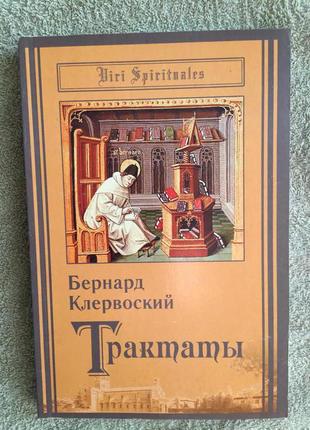 Viri Spirituales
Бернард
Клервоский
Трактаты